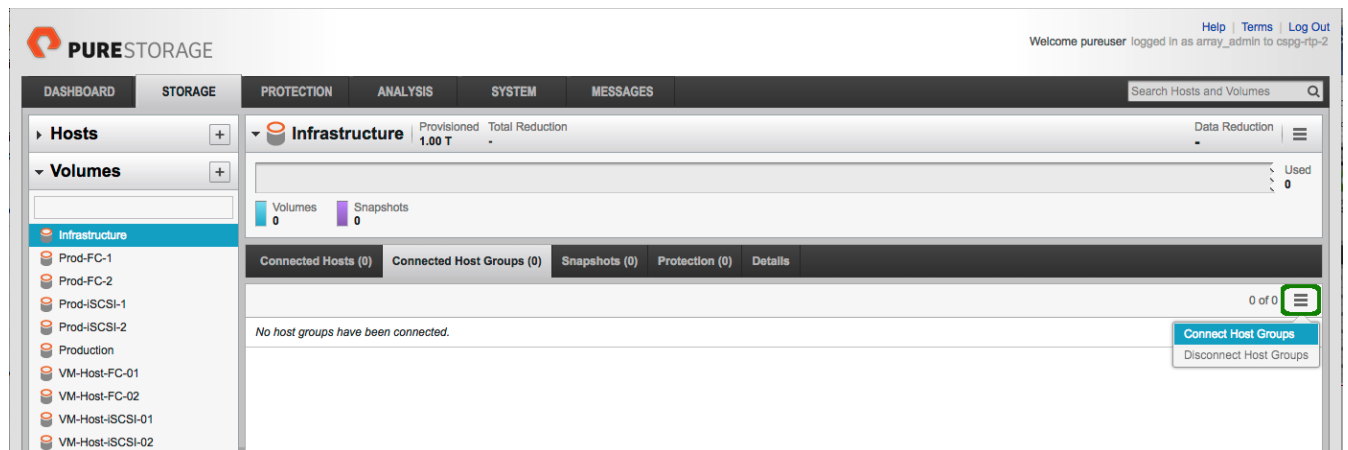 Help | Terms | Log Out
PURESTORAGE
Welcome pureuser logged in as array_admin to cspg-rtp-2
DASHBOARD STORAGE PROTECTION ANALYSIS SYSTEM MESSAGES Search Hosts and Volumes
Hosts +
Infrastructure Provisioned Total Reduction Data Reduction
1.00 T - -
Volumes +
Used
0
Volumes Snapshots
0 0
Infrastructure
Prod-FC-1
Prod-FC-2
Prod-iSCSI-1
Prod-iSCSI-2
Production
VM-Host-FC-01
VM-Host-FC-02
VM-Host-iSCSI-01
VM-Host-iSCSI-02
Connected Hosts (0) Connected Host Groups (0) Snapshots (0) Protection (0) Details
0 of 0
No host groups have been connected.
Connect Host Groups
Disconnect Host Groups